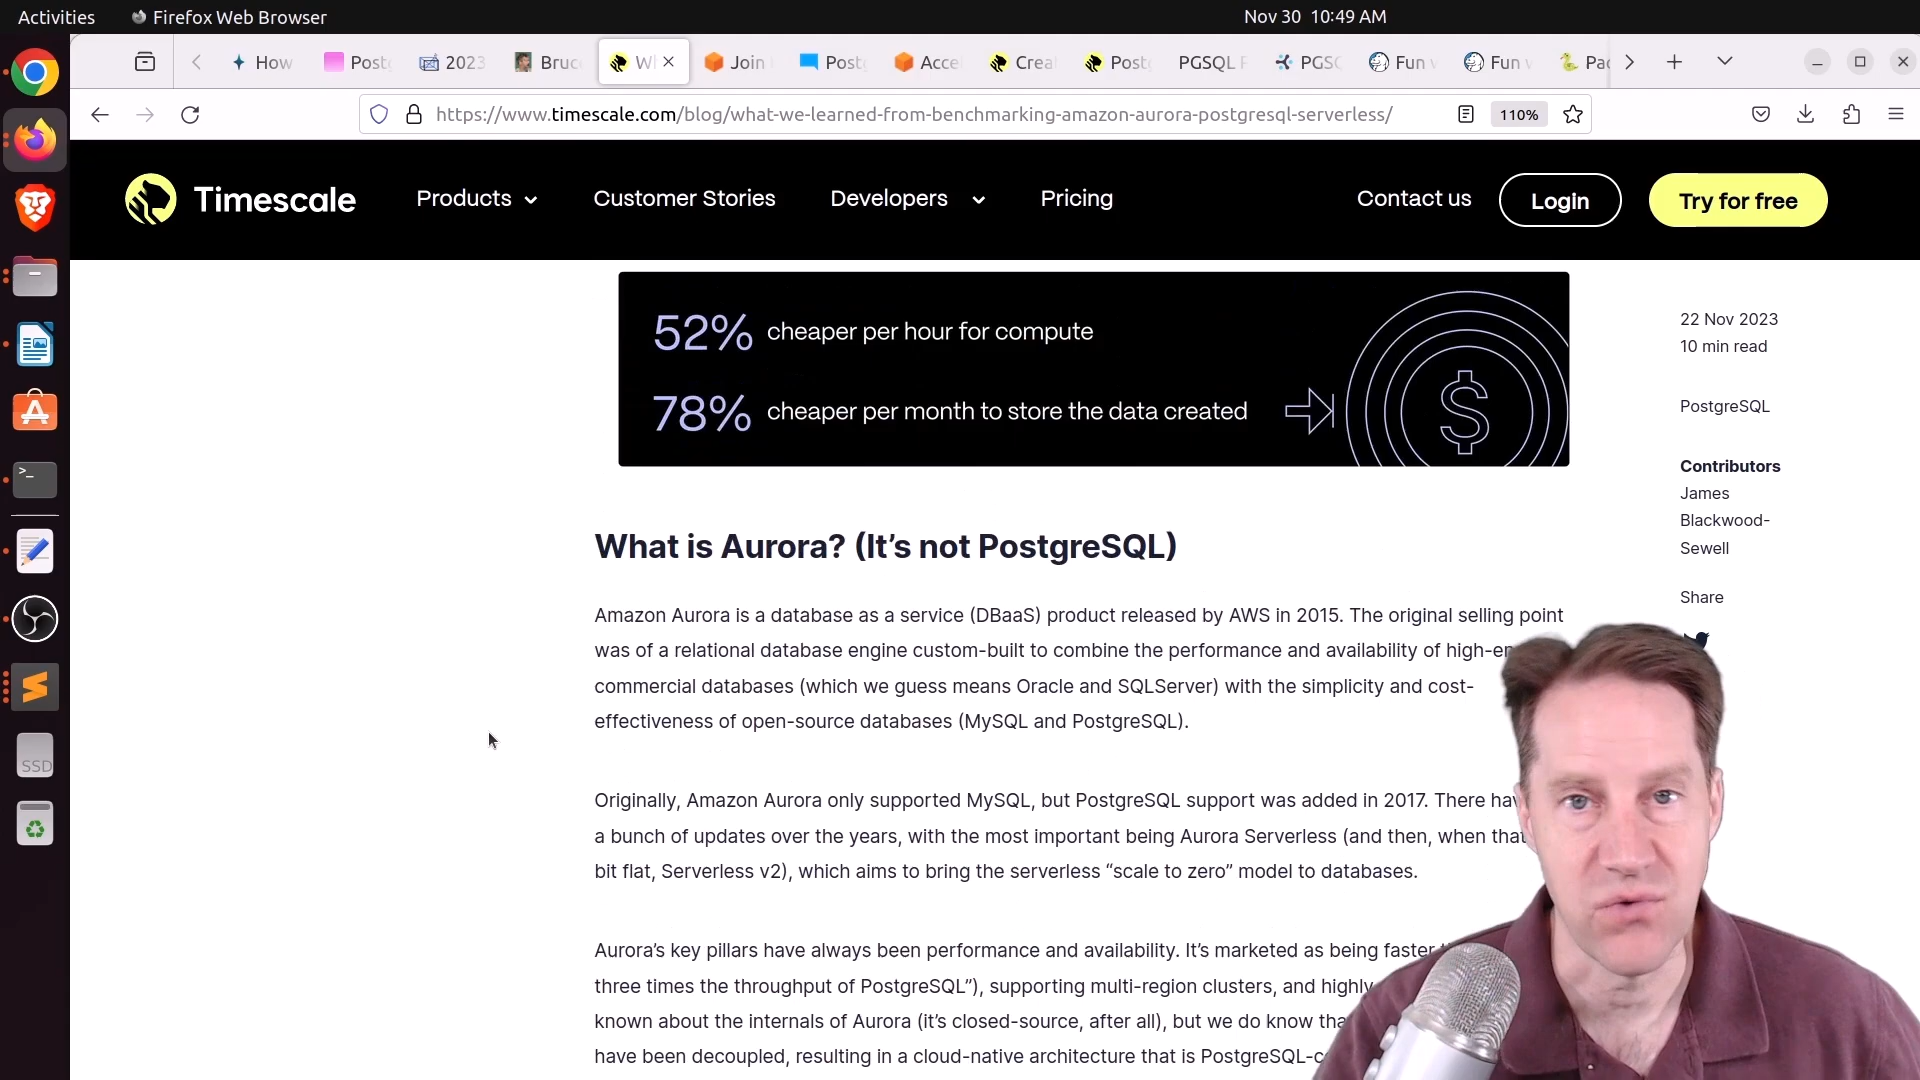 Activities
Firefox Web Browser
Nov 30 10:49 AM
How
Post
2023
Bruc
W
Join
Post
Acce
Crea
Post
PGSQL
PGSC
Fun
Fun
Pac
https://www.timescale.com/blog/what-we-learned-from-benchmarking-amazon-aurora-postgresql-serverless/
110%
Timescale
Products
Customer Stories
Developers
Pricing
Contact us
Login
Try for free
52% cheaper per hour for compute
78% cheaper per month to store the data created
$
22 Nov 2023
10 min read
PostgreSQL
Contributors
James
Blackwood-
Sewell
Share
What is Aurora? (It’s not PostgreSQL)
Amazon Aurora is a database as a service (DBaaS) product released by AWS in 2015. The original selling point
was of a relational database engine custom-built to combine the performance and availability of high-en
commercial databases (which we guess means Oracle and SQLServer) with the simplicity and cost-
effectiveness of open-source databases (MySQL and PostgreSQL).
Originally, Amazon Aurora only supported MySQL, but PostgreSQL support was added in 2017. There hav
a bunch of updates over the years, with the most important being Aurora Serverless (and then, when that
bit flat, Serverless v2), which aims to bring the serverless “scale to zero” model to databases.
Aurora’s key pillars have always been performance and availability. It’s marketed as being faster
three times the throughput of PostgreSQL”), supporting multi-region clusters, and highly
known about the internals of Aurora (it’s closed-source, after all), but we do know tha
have been decoupled, resulting in a cloud-native architecture that is PostgreSQL-c
SSD